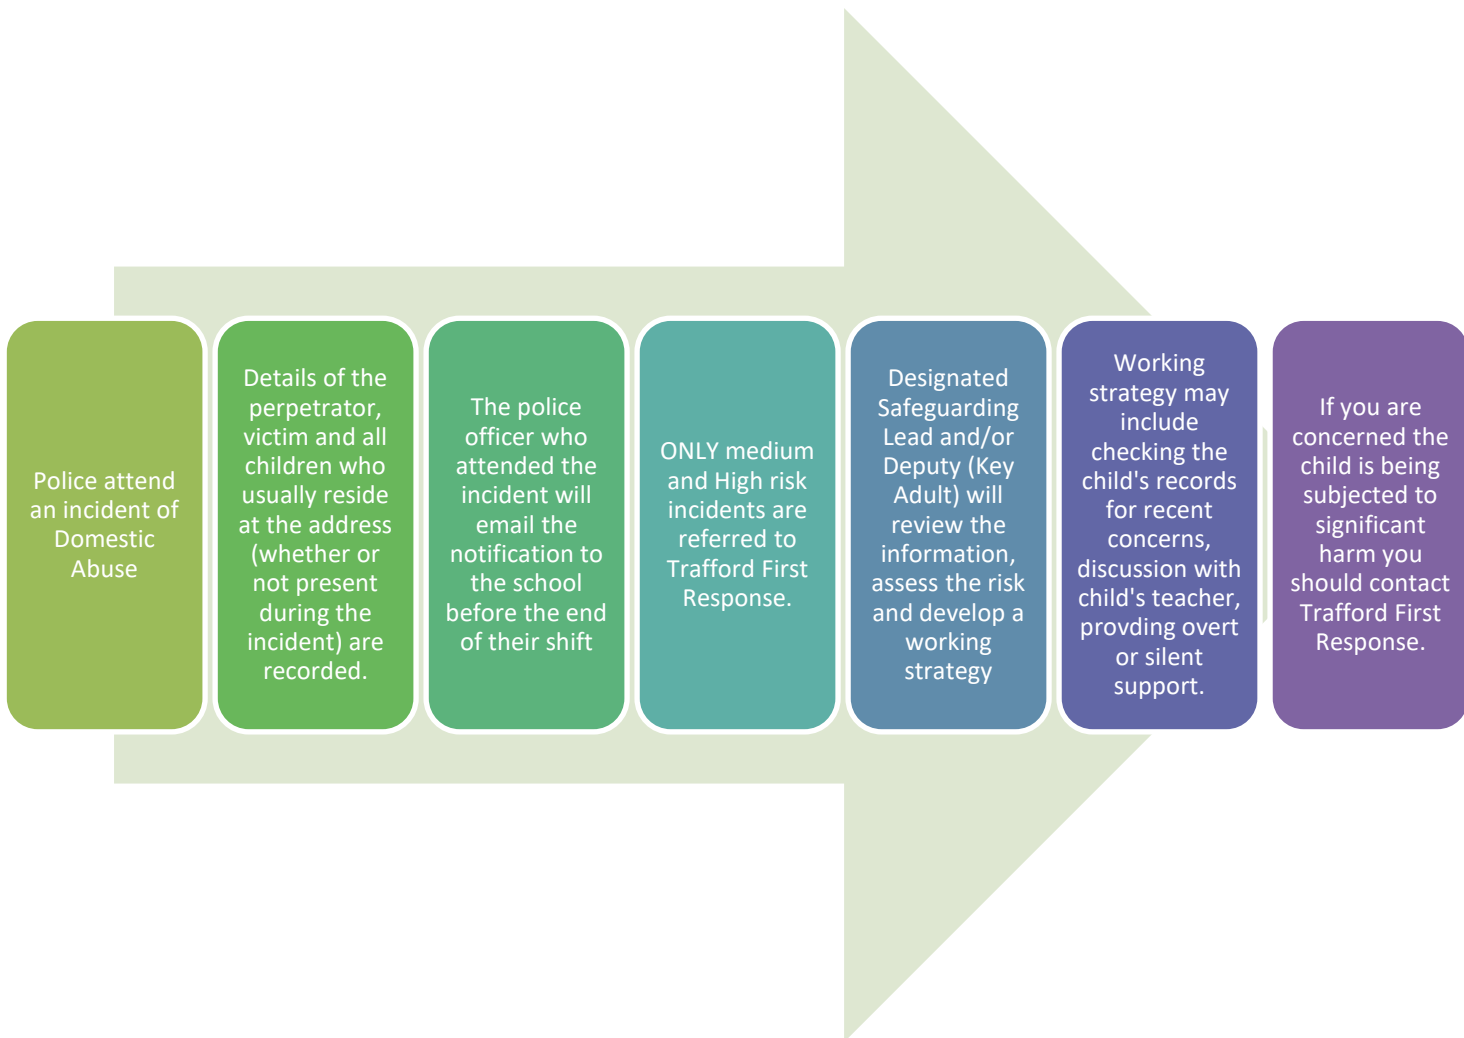 Police attend
an incident of
Domestic
Abuse
Details of the
perpetrator,
victim and all
children who
usually reside
at the address
(whether or
not present
during the
incident) are
recorded.
The police
officer who
attended the
incident will
email the
notification to
the school
before the end
of their shift
ONLY medium
and High risk
incidents are
referred to
Trafford First
Response.
Designated
Safeguarding
Lead and/or
Deputy (Key
Adult) will
review the
information,
assess the risk
and develop a
working
strategy
Working
strategy may
include
checking the
child's records
for recent
concerns,
discussion with
child's teacher,
provding overt
or silent
support.
If you are
concerned the
child is being
subjected to
significant
harm you
should contact
Trafford First
Response.